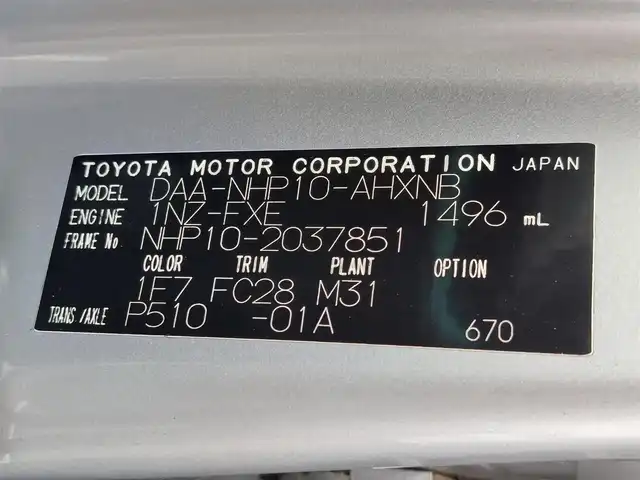 TOYOTA MOTOR CORPORATION JAPAN
MODEL DAA-NHP10-AHXNB
ENGINE 1NZ-FXE 1496 mL
FRAME No NHP10-2037851
COLOR TRIM PLANT OPTION
1F7 FC28 M31
TRANS./AXLE P510 -01A 670